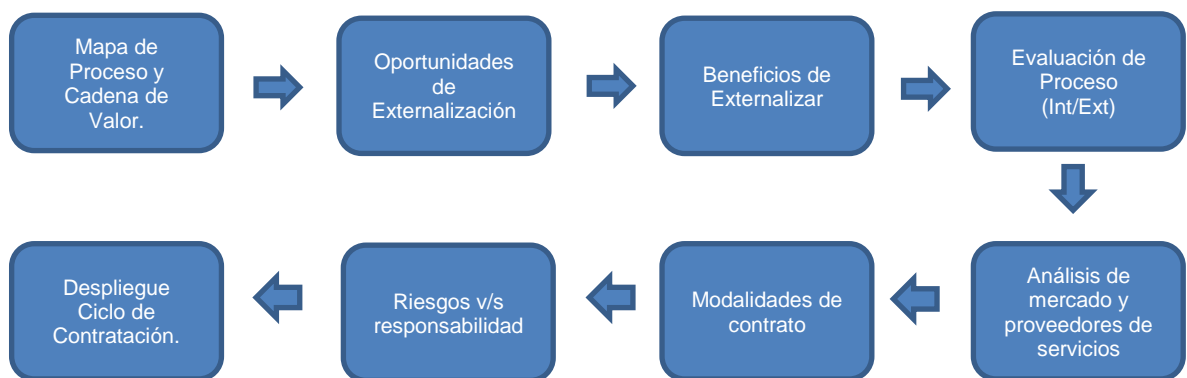 Mapa de
Proceso y
Cadena de
Valor.
Oportunidades
de
Externalización
Beneficios de
Externalizar
Evaluación de
Proceso
(Int/Ext)
Despliegue
Ciclo de
Contratación.
Riesgos v/s
responsabilidad
Modalidades de
contrato
Análisis de
mercado y
proveedores de
servicios